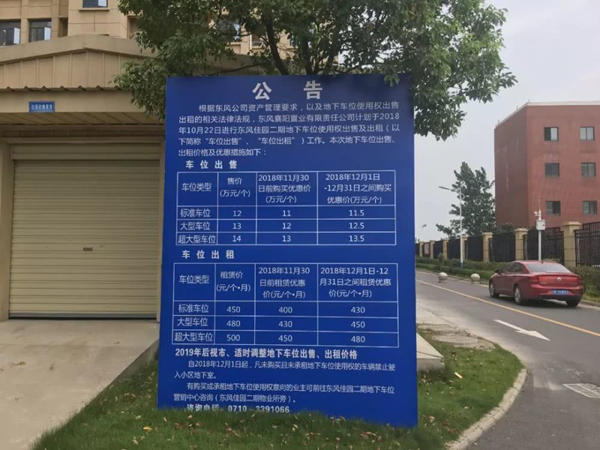 公告
根据东风公司资产管理要求，以及地下车位使用权出售
出租的相关法律法规，东风襄阳置业有限责任公司计划于2018
年10月22日进行东风佳园二期地下车位使用权出售及出租（以
下简称“车位出售”、“车位出租”）工作。本次地下车位出售、
出租价格及优惠措施如下：
车位出售
车位类型 售价（万元/个） 2018年11月30日前购买优惠价（万元/个） 2018年12月1日-12月31日之间购买优惠价（万元/个）
标准车位 12 11 11.5
大型车位 13 12 12.5
超大型车位 14 13 13.5
车位出租
车位类型 租赁价（元/个·月） 2018年11月30日前租赁优惠价（元/个·月） 2018年12月1日-12月31日之间租赁优惠价（元/个·月）
标准车位 450 400 430
大型车位 480 430 450
超大型车位 500 450 480
2019年后视市、适时调整地下车位出售、出租价格
自2018年12月1起，凡未购买且未承租地下车位使用权的车辆禁止驶
入小区地下室。
有购买或承租地下车位使用权意向的业主可前往东风佳园二期地下车位
营销中心咨询（东风佳园二期物业所旁）
咨询电话：0710-3391066